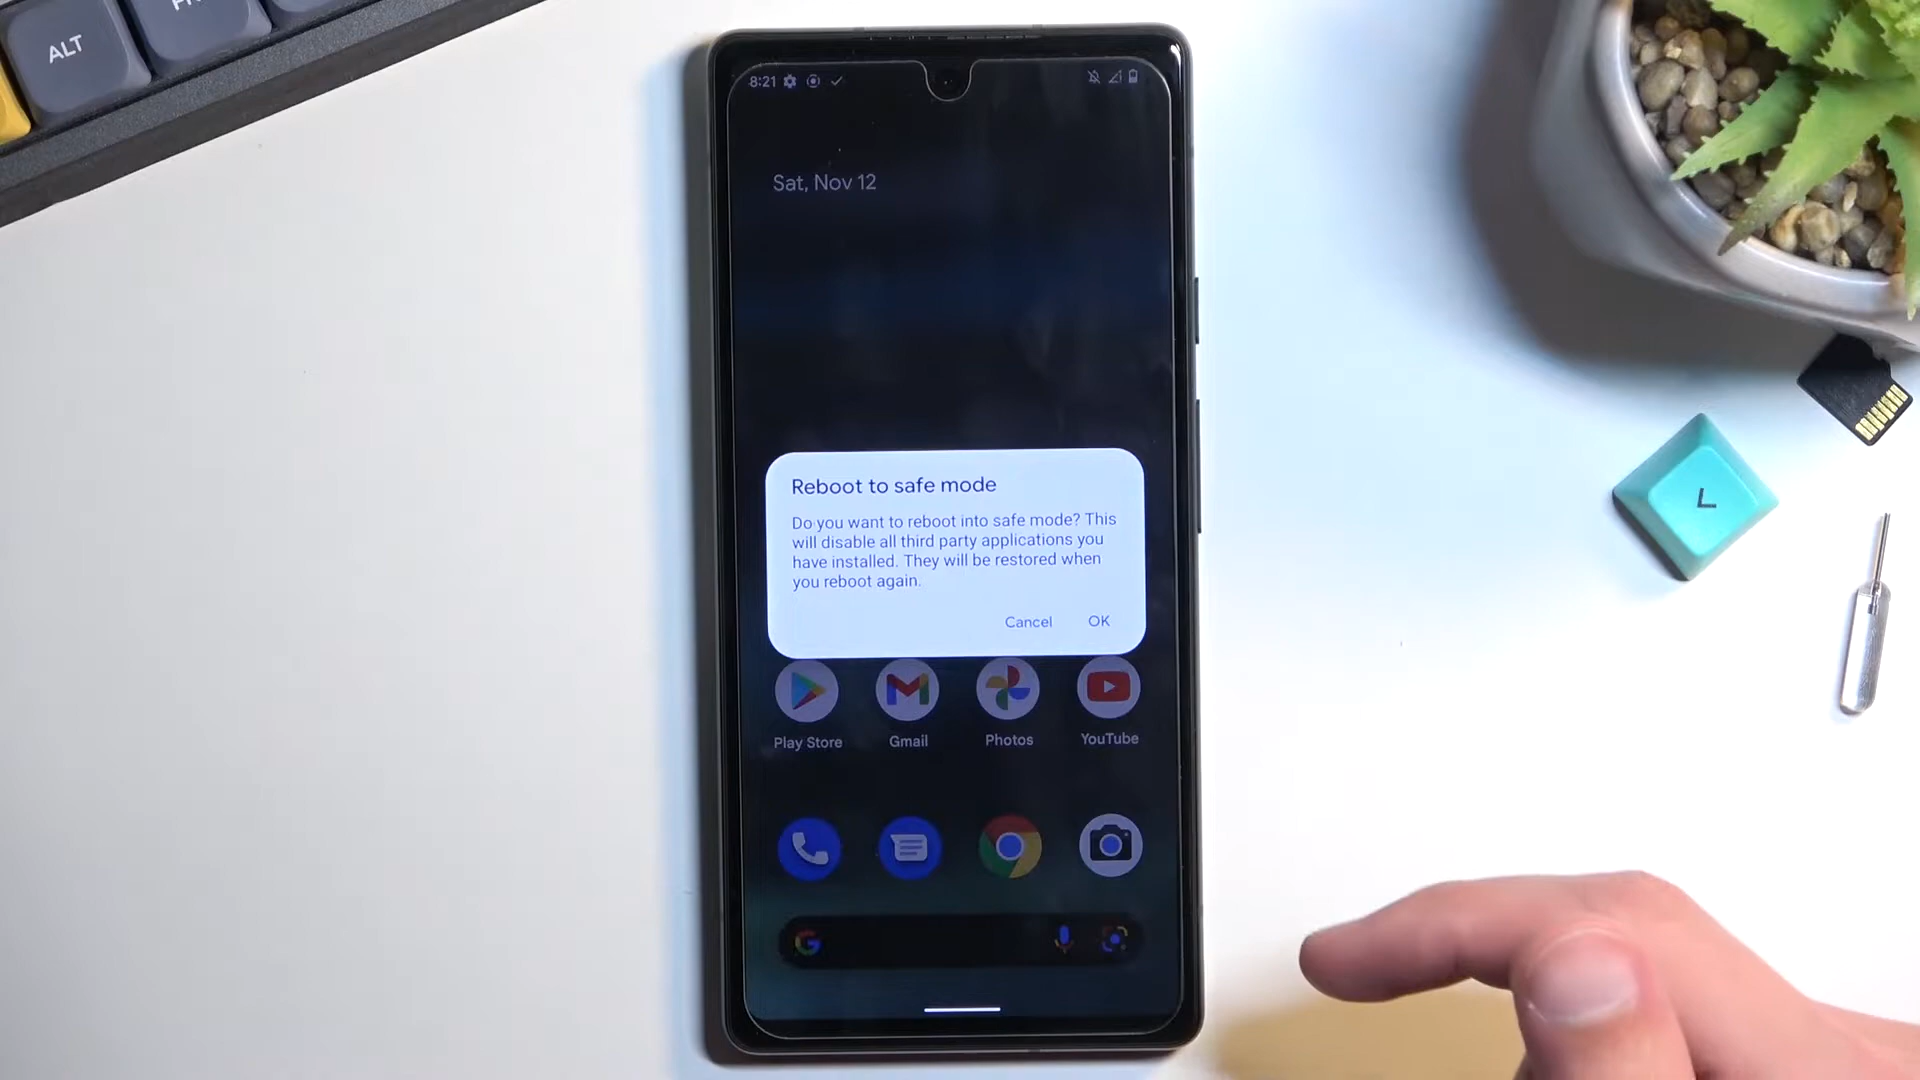 ALT
8:21
Sat, Nov 12
Reboot to safe mode
Do you want to reboot into safe mode? This
will disable all third party applications you
have installed. They will be restored when
you reboot again.
Cancel OK
Play Store Gmail Photos YouTube